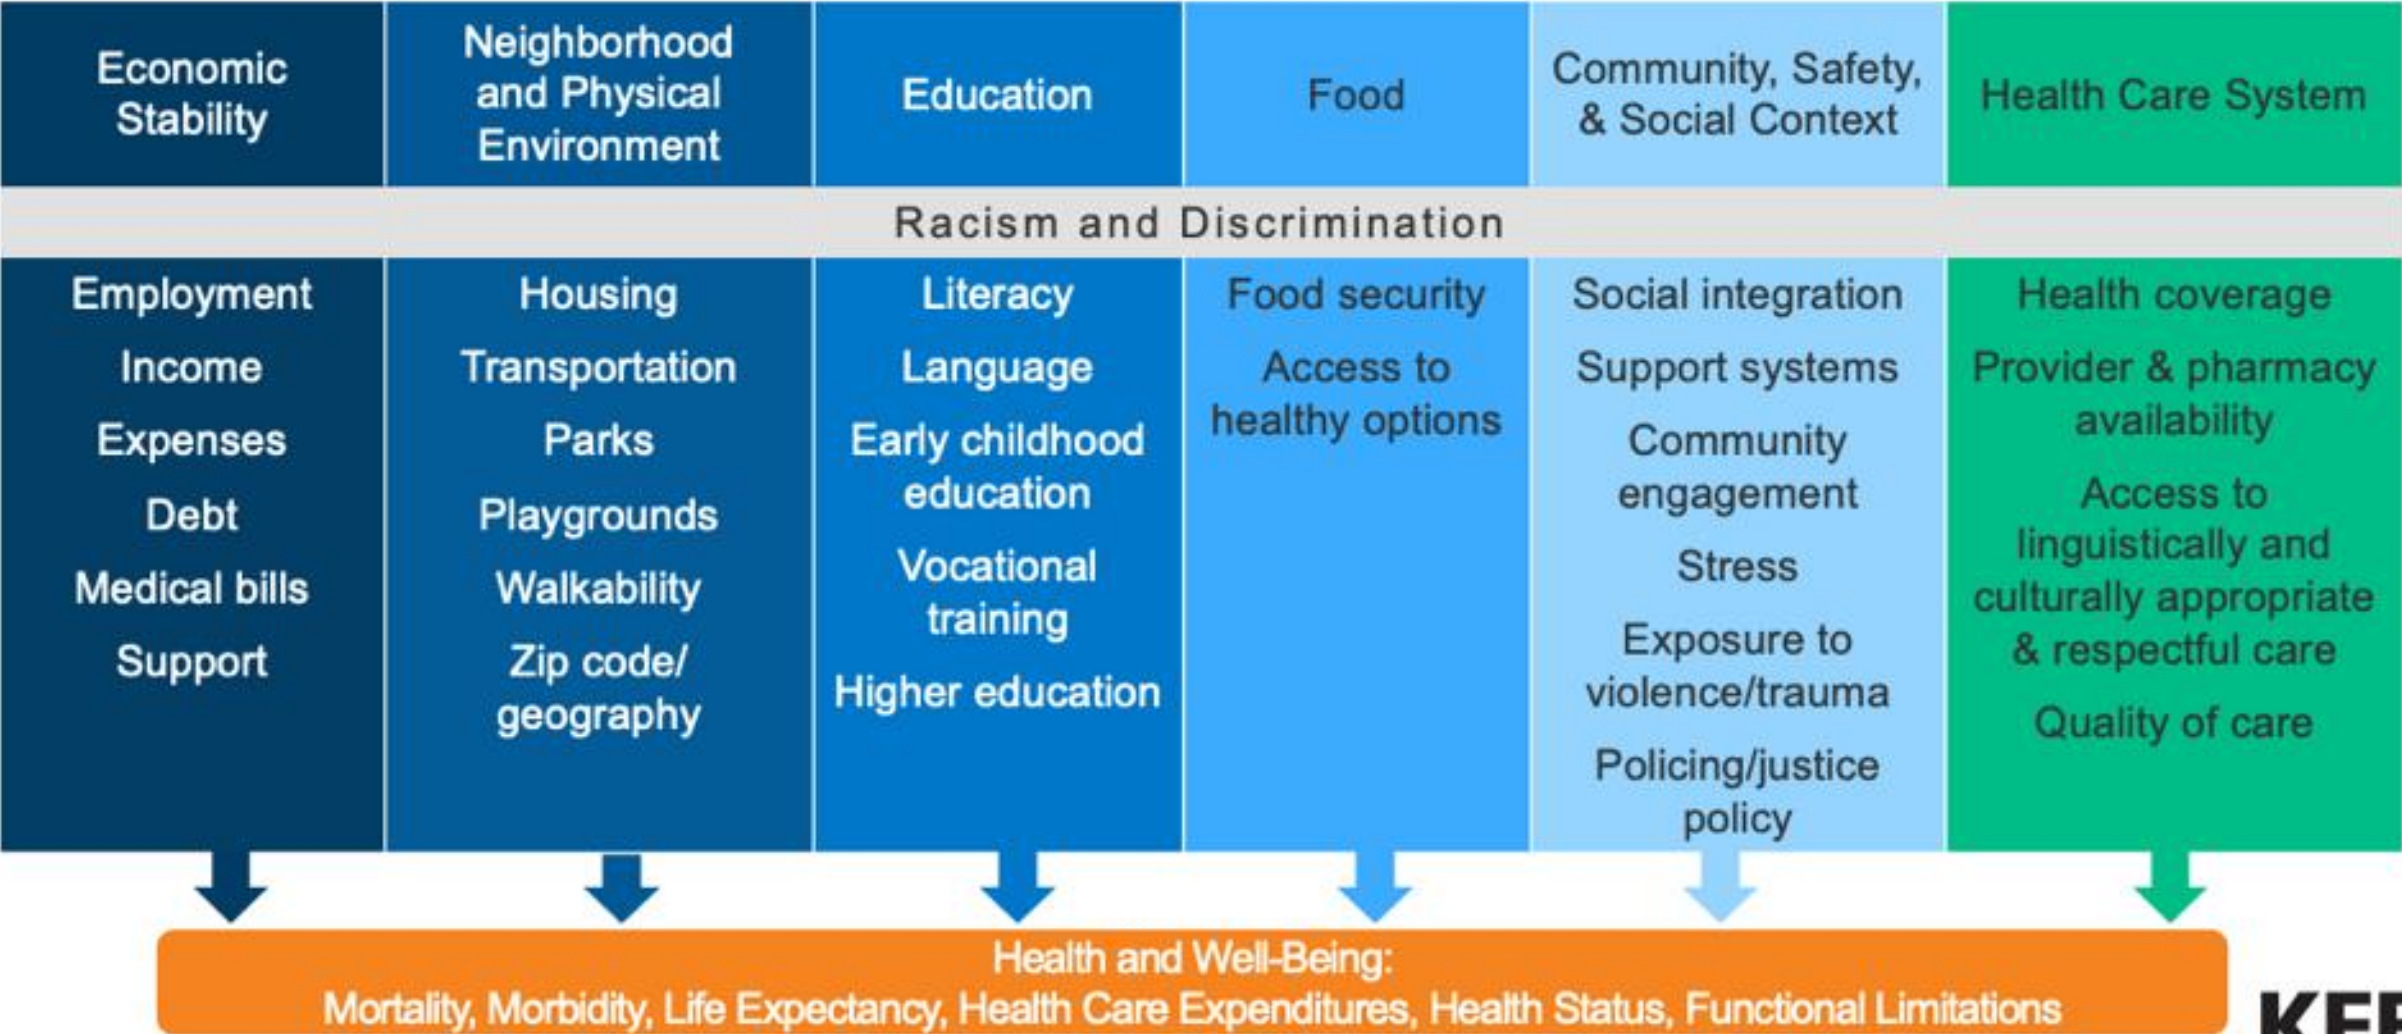 Economic
Stability
Neighborhood
and Physical
Environment
Education
Food
Community, Safety,
& Social Context
Health Care System
Racism and Discrimination
Employment
Income
Expenses
Debt
Medical bills
Support
Housing
Transportation
Parks
Playgrounds
Walkability
Zip code/
geography
Literacy
Language
Early childhood
education
Vocational
training
Higher education
Food security
Access to
healthy options
Social integration
Support systems
Community
engagement
Stress
Exposure to
violence/trauma
Policing/justice
policy
Health coverage
Provider & pharmacy
availability
Access to
linguistically and
culturally appropriate
& respectful care
Quality of care
Health and Well-Being:
Mortality, Morbidity, Life Expectancy, Health Care Expenditures, Health Status, Functional Limitations